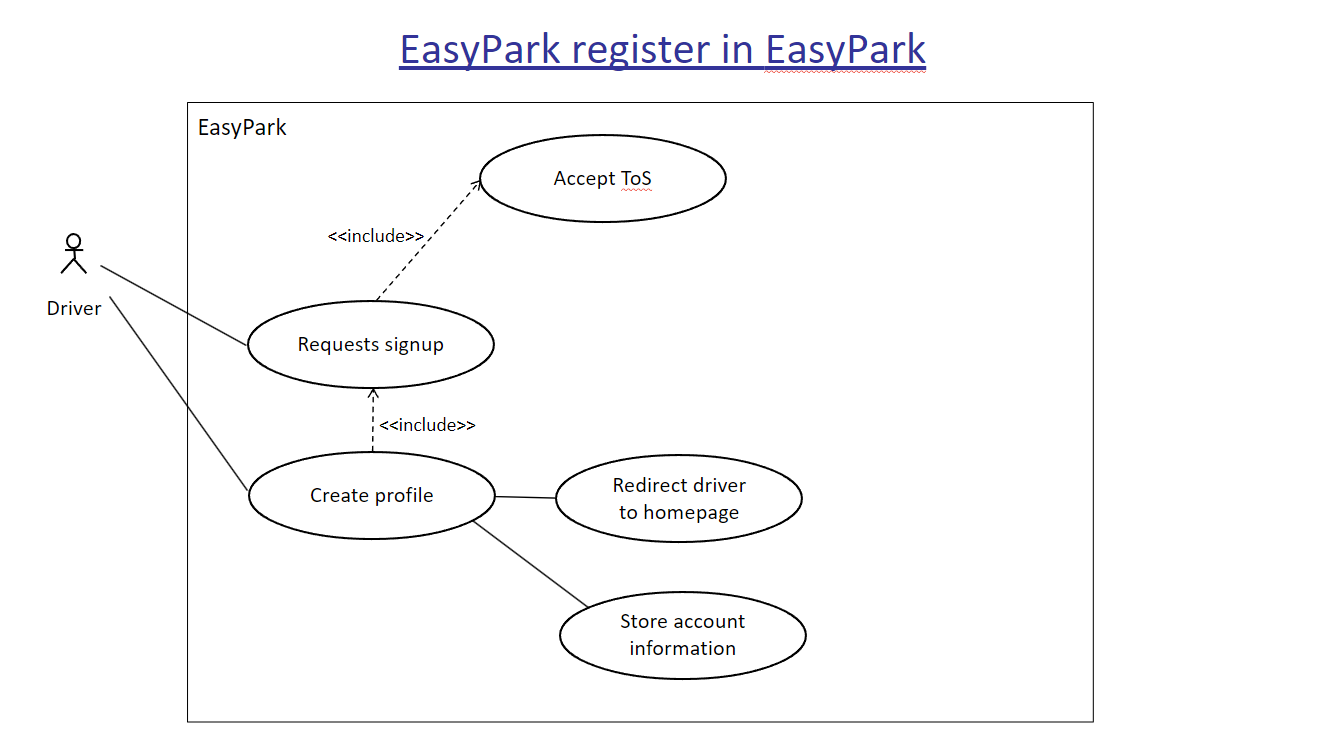 EasyPark register in EasyPark
EasyPark
Accept ToS
<<include>>
Driver
Requests signup
<<include>>
Create profile
Redirect driver
to homepage
Store account
information